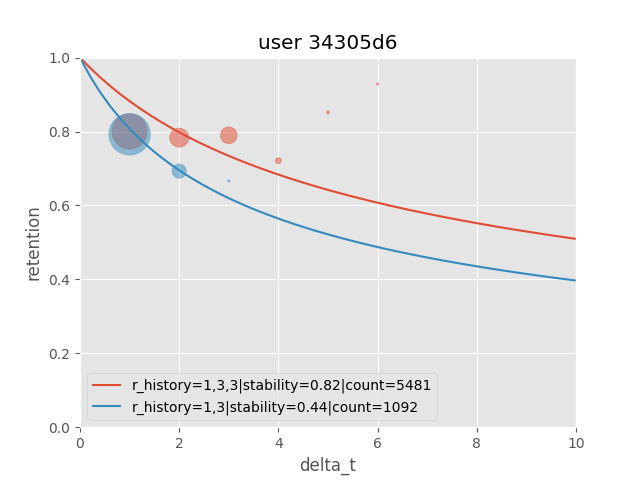 user 34305d6
1.0
0.8
0.6
0.4
0.2
0.0
retention
r_history=1,3,3|stability=0.82|count=5481
r_history=1,3|stability=0.44|count=1092
0 2 4 6 8 10
delta_t